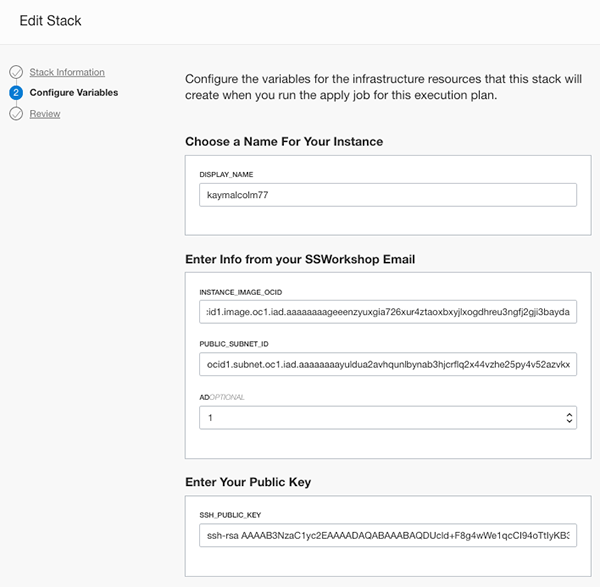 Edit Stack
Stack Information
2 Configure Variables
Review
Configure the variables for the infrastructure resources that this stack will
create when you run the apply job for this execution plan.
Choose a Name For Your Instance
DISPLAY_NAME
kaymalcolm77
Enter Info from your SSWorkshop Email
INSTANCE_IMAGE_OCID
:id1.image.oc1.iad.aaaaaaaageeenzyuxgia726xur4ztaoxbxyjlxogdhreu3ngfj2gji3bayda
PUBLIC_SUBNET_ID
ocid1.subnet.oc1.iad.aaaaaaaayuldua2avhqunlbynab3hjcrflq2x44vzhe25py4v52azvkx
ADOPTIONAL
1
Enter Your Public Key
SSH_PUBLIC_KEY
ssh-rsa AAAAB3NzaC1yc2EAAAADAQABAAABAQDUcld+F8g4wWe1qcCI94oTtIyKB3